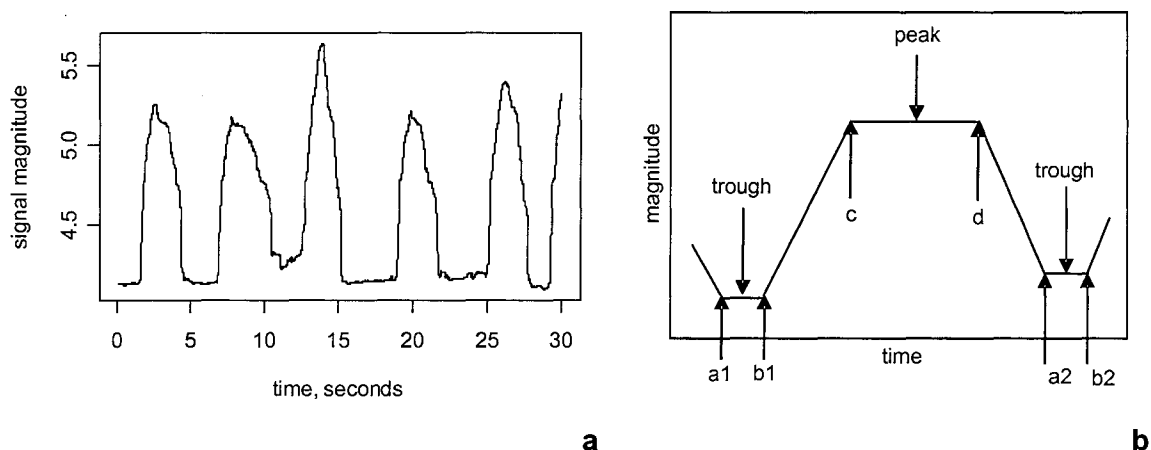 signal magnitude
5.5
5.0
4.5
0 5 10 15 20 25 30
time, seconds
a
peak
magnitude
trough
trough
c
d
time
a1 b1
a2 b2
b